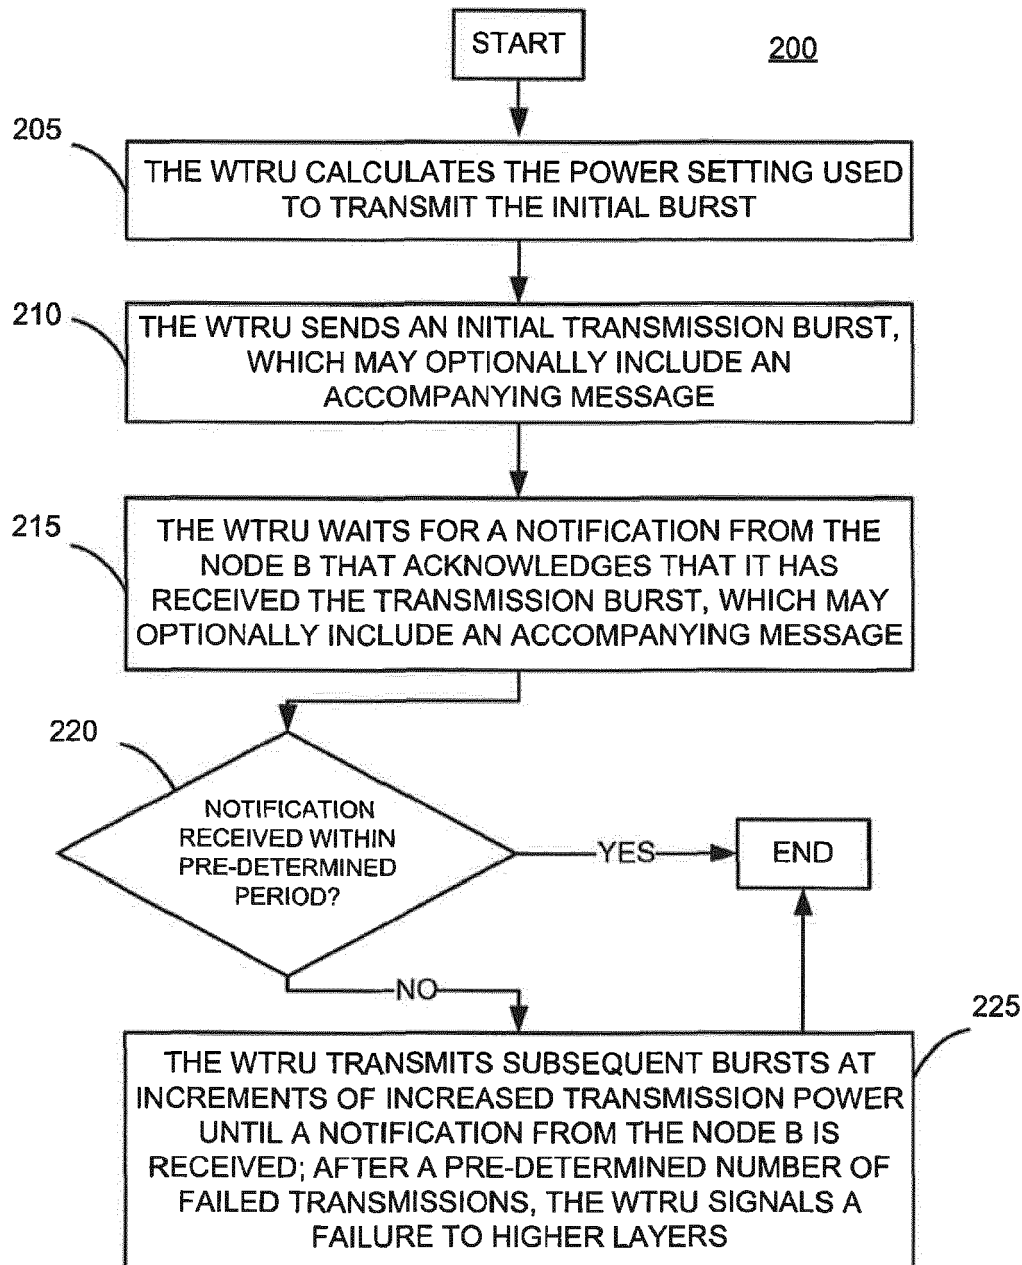 START
200
205
THE WTRU CALCULATES THE POWER SETTING USED
TO TRANSMIT THE INITIAL BURST
210
THE WTRU SENDS AN INITIAL TRANSMISSION BURST,
WHICH MAY OPTIONALLY INCLUDE AN
ACCOMPANYING MESSAGE
215
THE WTRU WAITS FOR A NOTIFICATION FROM THE
NODE B THAT ACKNOWLEDGES THAT IT HAS
RECEIVED THE TRANSMISSION BURST, WHICH MAY
OPTIONALLY INCLUDE AN ACCOMPANYING MESSAGE
220
NOTIFICATION
RECEIVED WITHIN
PRE-DETERMINED
PERIOD?
YES
END
NO
225
THE WTRU TRANSMITS SUBSEQUENT BURSTS AT
INCREMENTS OF INCREASED TRANSMISSION POWER
UNTIL A NOTIFICATION FROM THE NODE B IS
RECEIVED; AFTER A PRE-DETERMINED NUMBER OF
FAILED TRANSMISSIONS, THE WTRU SIGNALS A
FAILURE TO HIGHER LAYERS